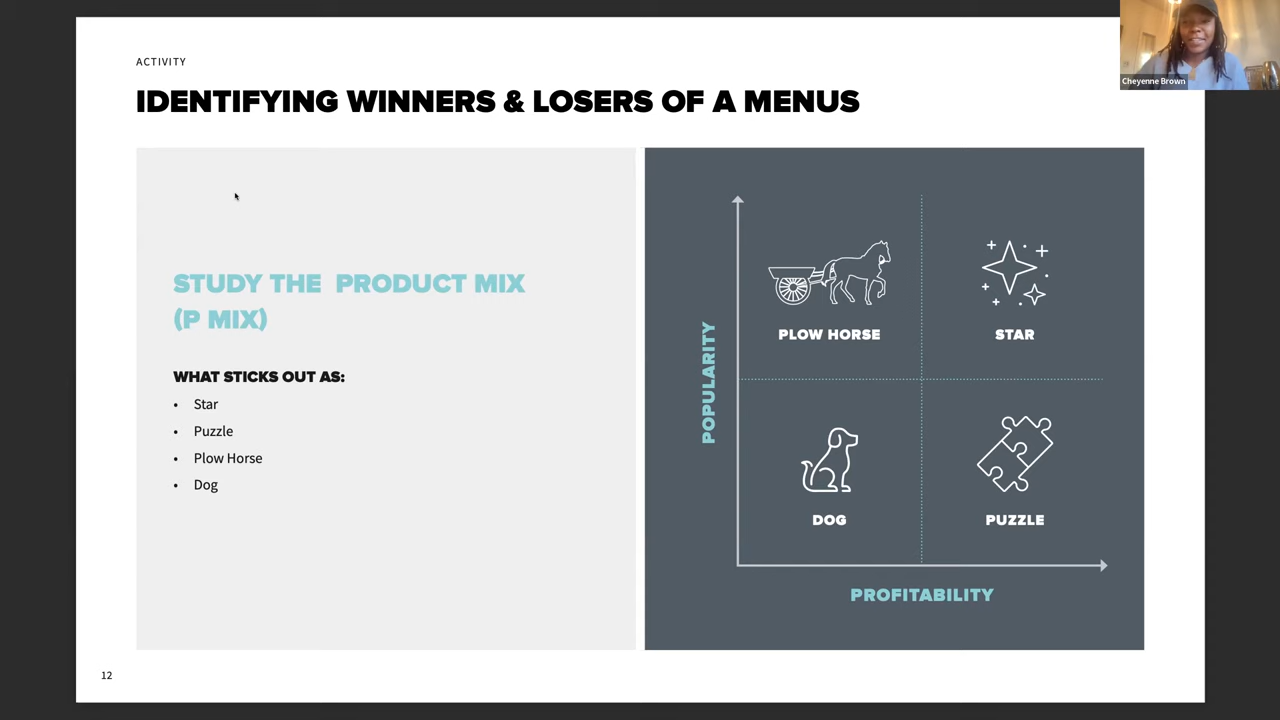 ACTIVITY
IDENTIFYING WINNERS & LOSERS OF A MENUS
Cheyenne Brown
STUDY THE PRODUCT MIX
(P MIX)
WHAT STICKS OUT AS:
• Star
• Puzzle
• Plow Horse
• Dog
POPULARITY
PLOW HORSE
STAR
DOG
PUZZLE
PROFITABILITY
12